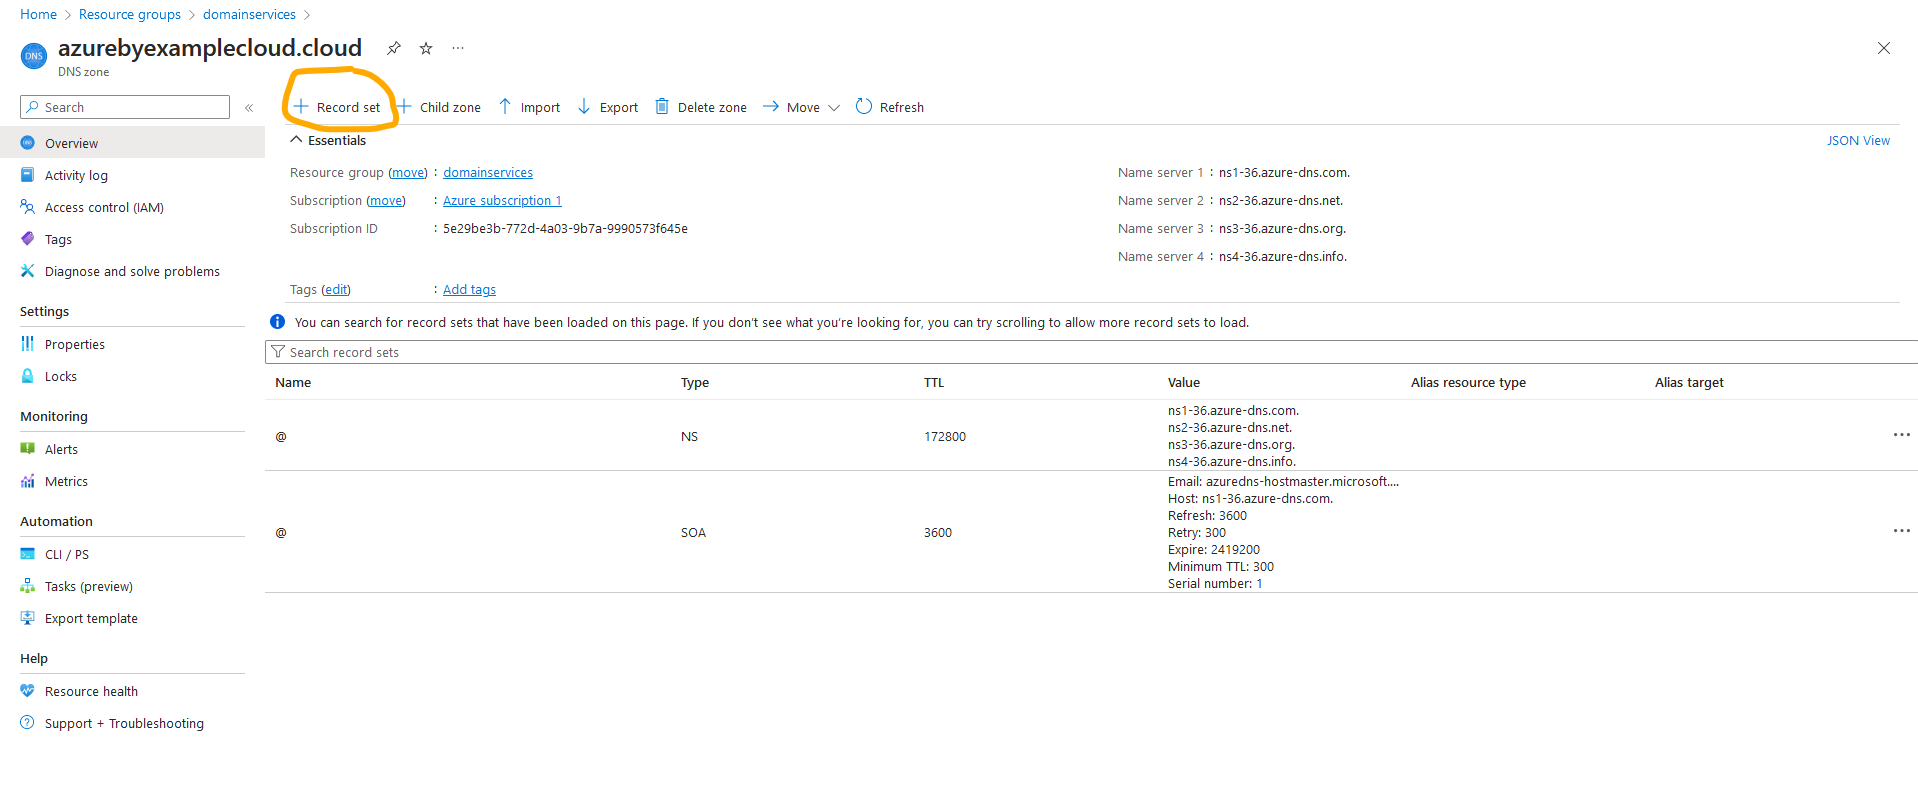 Home > Resource groups > domainservices >
DNS
azurebyexamplecloud.cloud ...
DNS zone
Search «
+ Record set + Child zone Import Export Delete zone Move Refresh
Overview
Activity log
Access control (IAM)
Tags
Diagnose and solve problems
Settings
Properties
Locks
Monitoring
Alerts
Metrics
Automation
CLI / PS
Tasks (preview)
Export template
Help
Resource health
Support + Troubleshooting
Essentials JSON View
Resource group (move) : domainservices
Subscription (move) : Azure subscription 1
Subscription ID : 5e29be3b-772d-4a03-9b7a-9990573f645e
Tags (edit) : Add tags
Name server 1 : ns1-36.azure-dns.com.
Name server 2 : ns2-36.azure-dns.net.
Name server 3 : ns3-36.azure-dns.org.
Name server 4 : ns4-36.azure-dns.info.
You can search for record sets that have been loaded on this page. If you don't see what you're looking for, you can try scrolling to allow more record sets to load.
Search record sets
Name Type TTL Value Alias resource type Alias target
@ NS 172800
ns1-36.azure-dns.com.
ns2-36.azure-dns.net.
ns3-36.azure-dns.org.
ns4-36.azure-dns.info.
...
@ SOA 3600
Email: azuredns-hostmaster.microsoft....
Host: ns1-36.azure-dns.com.
Refresh: 3600
Retry: 300
Expire: 2419200
Minimum TTL: 300
Serial number: 1
...